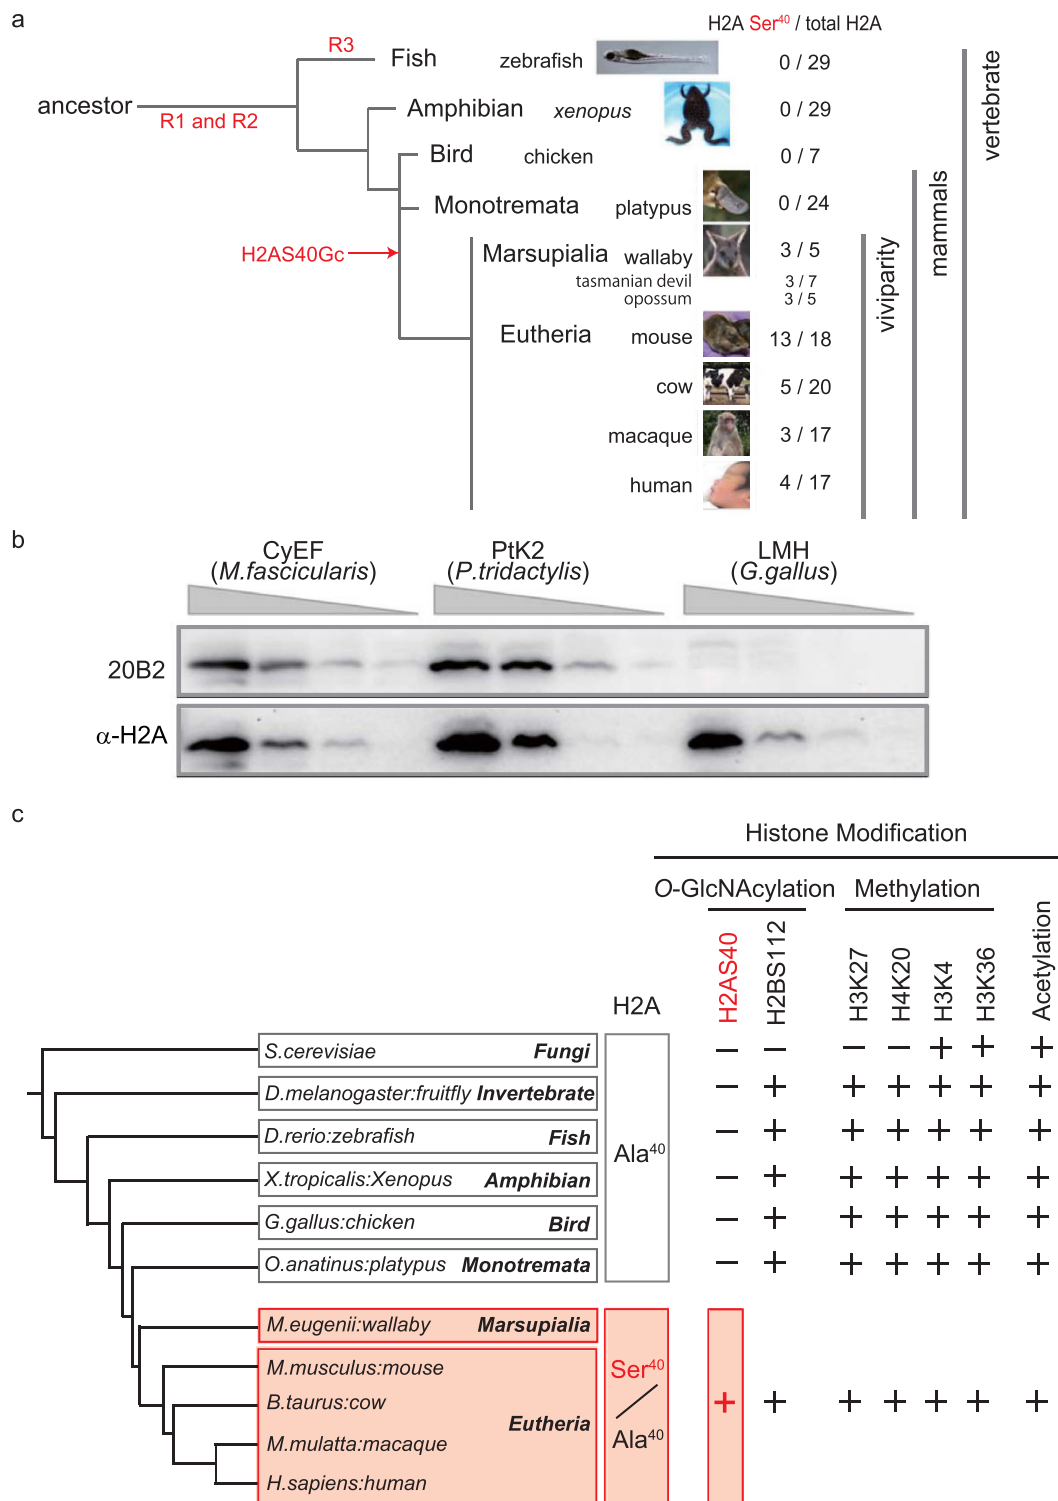 a
H2A Ser40 / total H2A
R3
Fish zebrafish 0 / 29
ancestor
R1 and R2
Amphibian xenopus 0 / 29
Bird chicken 0 / 7
Monotremata platypus 0 / 24
H2AS40Gc
Marsupialia wallaby 3 / 5
tasmanian devil 3 / 7
opossum 3 / 5
Eutheria mouse 13 / 18
cow 5 / 20
macaque 3 / 17
human 4 / 17
viviparity
mammals
vertebrate
b
CyEF PtK2 LMH
(M.fascicularis) (P.tridactylis) (G.gallus)
20B2
α-H2A
c
Histone Modification
O-GlcNAcylation Methylation
H2A H2AS40 H2BS112 H3K27 H4K20 H3K4 H3K36 Acetylation
S.cerevisiae Fungi − − − − + + +
D.melanogaster:fruitfly Invertebrate − + + + + + +
D.rerio:zebrafish Fish − + + + + + +
Ala40
X.tropicalis:Xenopus Amphibian − + + + + + +
G.gallus:chicken Bird − + + + + + +
O.anatinus:platypus Monotremata − + + + + + +
M.eugenii:wallaby Marsupialia
M.musculus:mouse
Ser40
B.taurus:cow + + + + + + +
Eutheria
Ala40
M.mulatta:macaque
H.sapiens:human